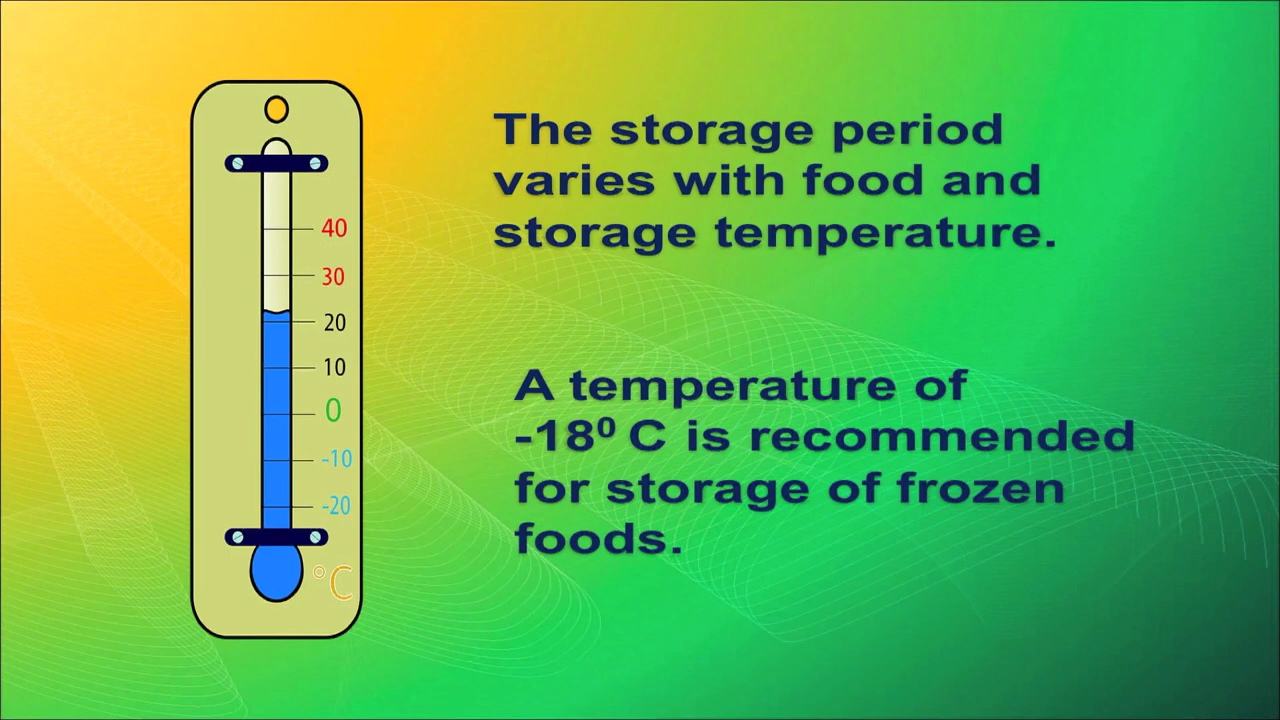 40
30
20
10
0
-10
-20
°C
The storage period
varies with food and
storage temperature.
A temperature of
-18⁰ C is recommended
for storage of frozen
foods.